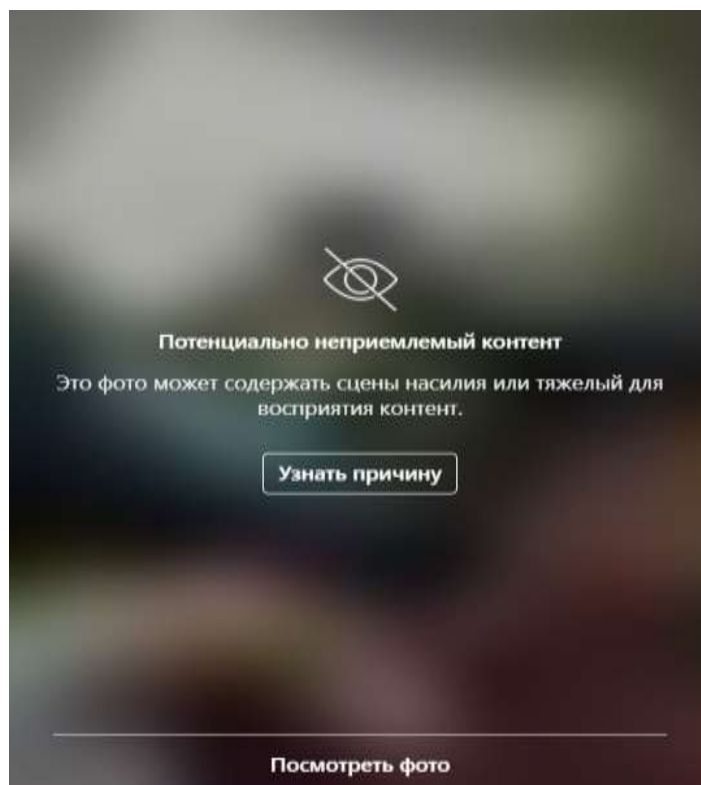 Потенциально неприемлемый контент
Это фото может содержать сцены насилия или тяжелый для
восприятия контент.
Узнать причину
Посмотреть фото